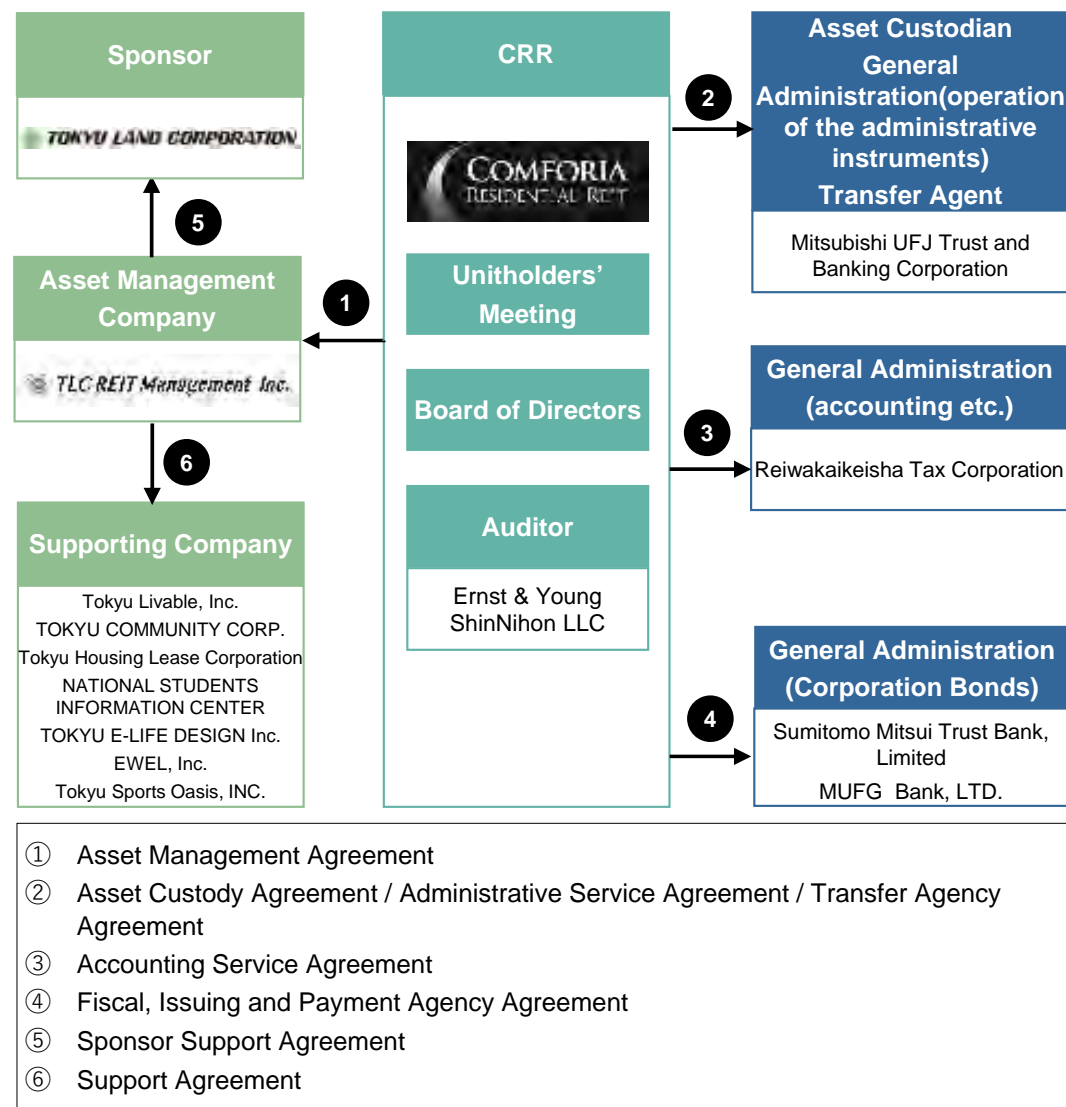 Sponsor
TOKYU LAND CORPORATION
5
Asset Management
Company
TLC REIT Management Inc.
6
Supporting Company
Tokyu Livable, Inc.
TOKYU COMMUNITY CORP.
Tokyu Housing Lease Corporation
NATIONAL STUDENTS
INFORMATION CENTER
TOKYU E-LIFE DESIGN Inc.
EWEL, Inc.
Tokyu Sports Oasis, INC.
1
CRR
COMFORIA
RESIDENTIAL REIT
Unitholders’
Meeting
Board of Directors
Auditor
Ernst & Young
ShinNihon LLC
2
Asset Custodian
General
Administration(operation
of the administrative
instruments)
Transfer Agent
Mitsubishi UFJ Trust and
Banking Corporation
3
General Administration
(accounting etc.)
Reiwakaikeisha Tax Corporation
4
General Administration
(Corporation Bonds)
Sumitomo Mitsui Trust Bank,
Limited
MUFG Bank, LTD.
① Asset Management Agreement
② Asset Custody Agreement / Administrative Service Agreement / Transfer Agency
Agreement
③ Accounting Service Agreement
④ Fiscal, Issuing and Payment Agency Agreement
⑤ Sponsor Support Agreement
⑥ Support Agreement